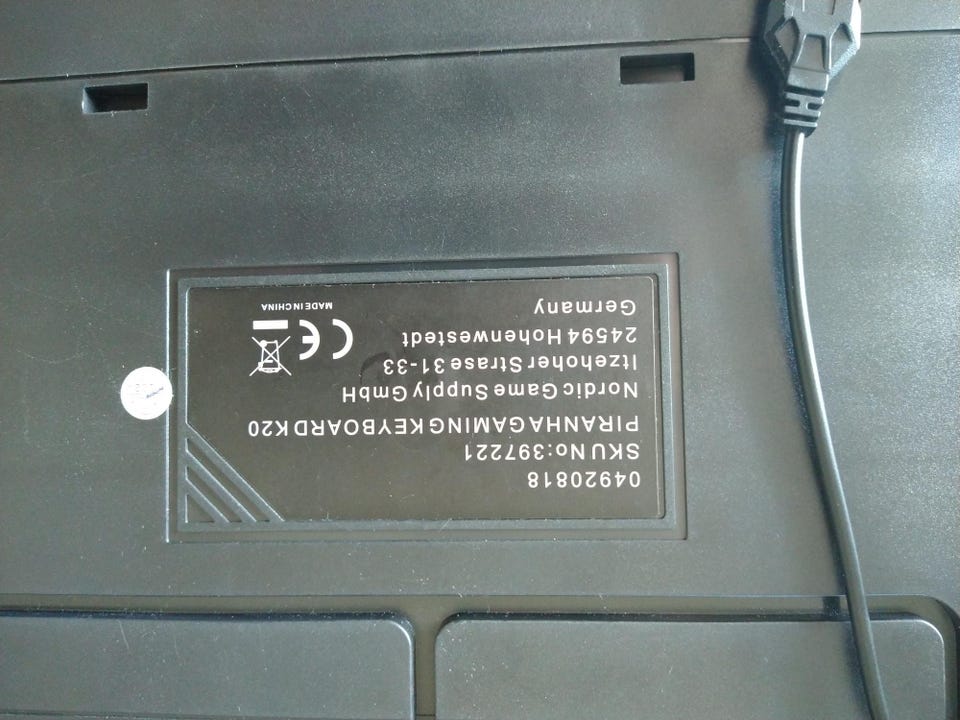 04920818
SKU No:397221
PIRANHA GAMING KEYBOARD K20
Nordic Game Supply GmbH
Itzehoher Strase 31-33
24594 Hohenwestedt
Germany
CE
MADE IN CHINA